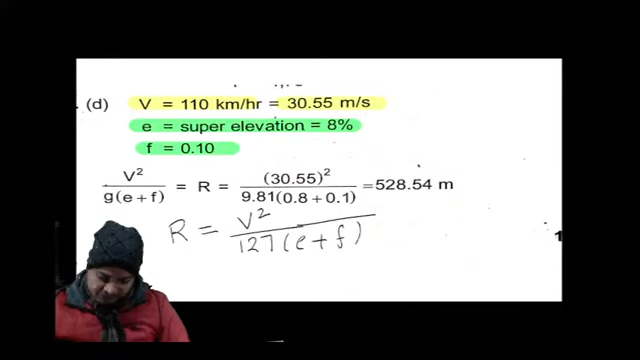 (d) V = 110 km/hr = 30.55 m/s
e = super elevation = 8%
f = 0.10
V²/g(e+f) = R = (30.55)²/9.81(0.8+0.1) = 528.54 m
R = V²/127(e+f)
1